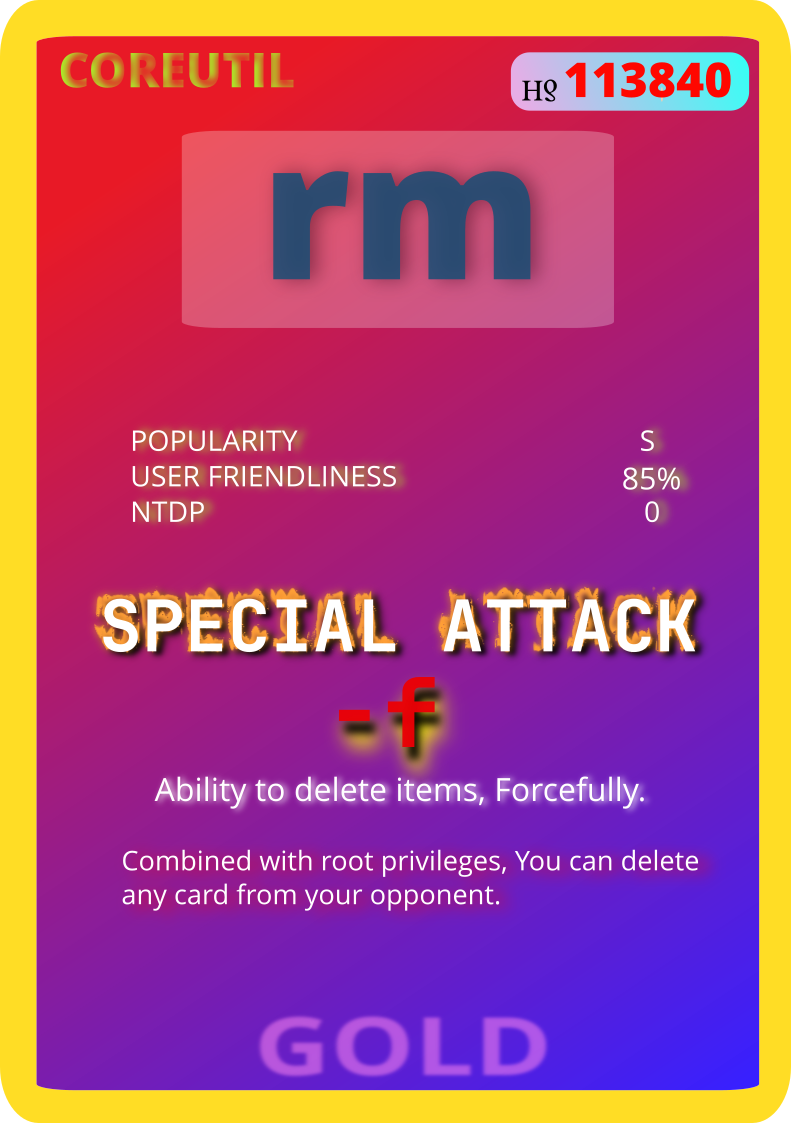 COREUTIL
HP 113840
rm
POPULARITY S
USER FRIENDLINESS 85%
NTDP 0
SPECIAL ATTACK
-f
Ability to delete items, Forcefully.
Combined with root privileges, You can delete
any card from your opponent.
GOLD